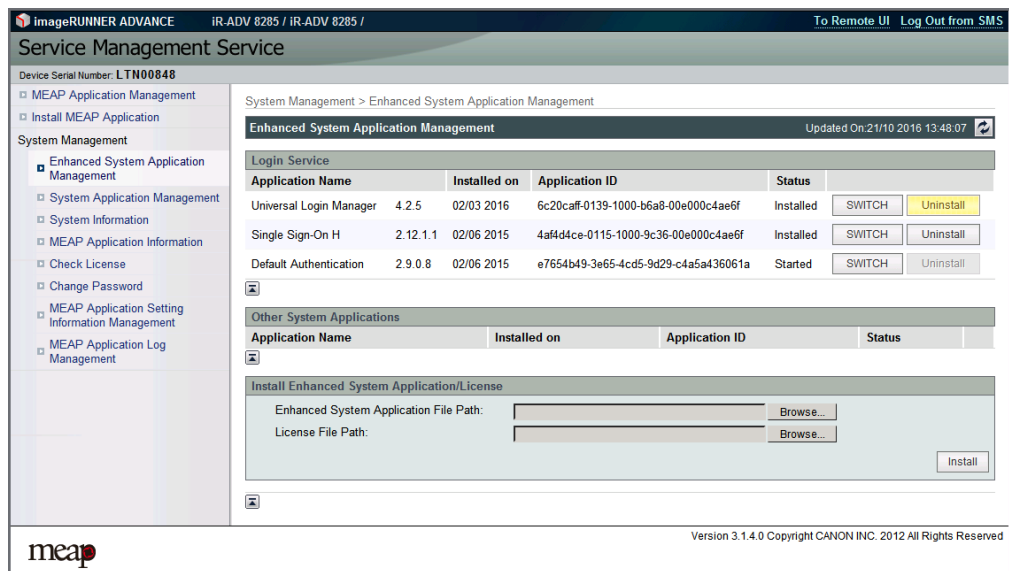 imageRUNNER ADVANCE iR-ADV 8285 / iR-ADV 8285 / To Remote UI Log Out from SMS
Service Management Service
Device Serial Number: LTN00848
MEAP Application Management
Install MEAP Application
System Management
Enhanced System Application
Management
System Application Management
System Information
MEAP Application Information
Check License
Change Password
MEAP Application Setting
Information Management
MEAP Application Log
Management
System Management > Enhanced System Application Management
Enhanced System Application Management Updated On:21/10 2016 13:48:07
Login Service
Application Name Installed on Application ID Status
Universal Login Manager 4.2.5 02/03 2016 6c20caff-0139-1000-b6a8-00e000c4ae6f Installed SWITCH Uninstall
Single Sign-On H 2.12.1.1 02/06 2015 4af4d4ce-0115-1000-9c36-00e000c4ae6f Installed SWITCH Uninstall
Default Authentication 2.9.0.8 02/06 2015 e7654b49-3e65-4cd5-9d29-c4a5a436061a Started SWITCH Uninstall
Other System Applications
Application Name Installed on Application ID Status
Install Enhanced System Application/License
Enhanced System Application File Path: Browse...
License File Path: Browse...
Install
Version 3.1.4.0 Copyright CANON INC. 2012 All Rights Reserved
meap